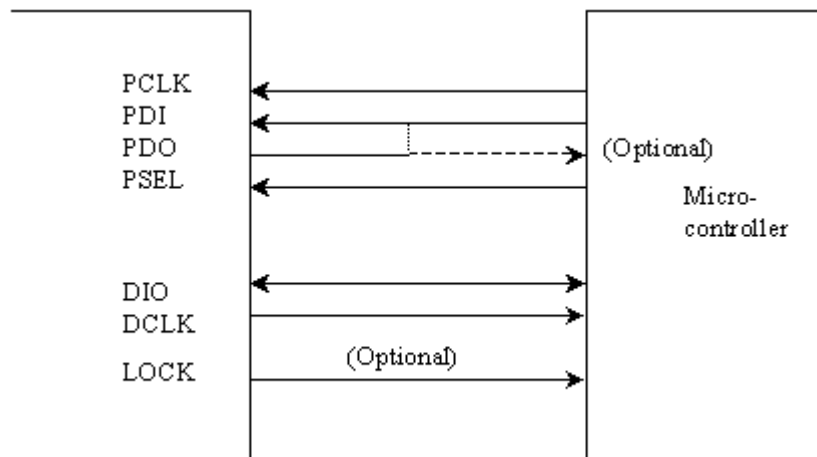 PCLK
PDI
PDO
(Optional)
PSEL
Micro-
controller
DIO
DCLK
(Optional)
LOCK